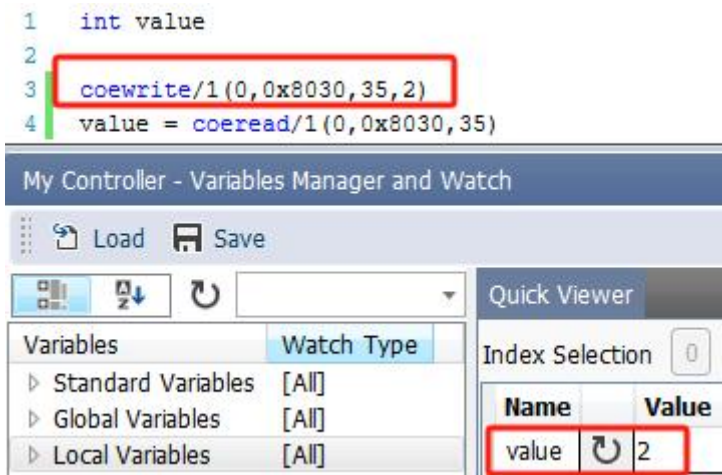 1 int value
2
3 coewrite/1(0,0x8030,35,2)
4 value = coeread/1(0,0x8030,35)
My Controller - Variables Manager and Watch
Load Save
Quick Viewer
Variables Watch Type
Index Selection 0
Standard Variables [All]
Name Value
Global Variables [All]
value 2
Local Variables [All]